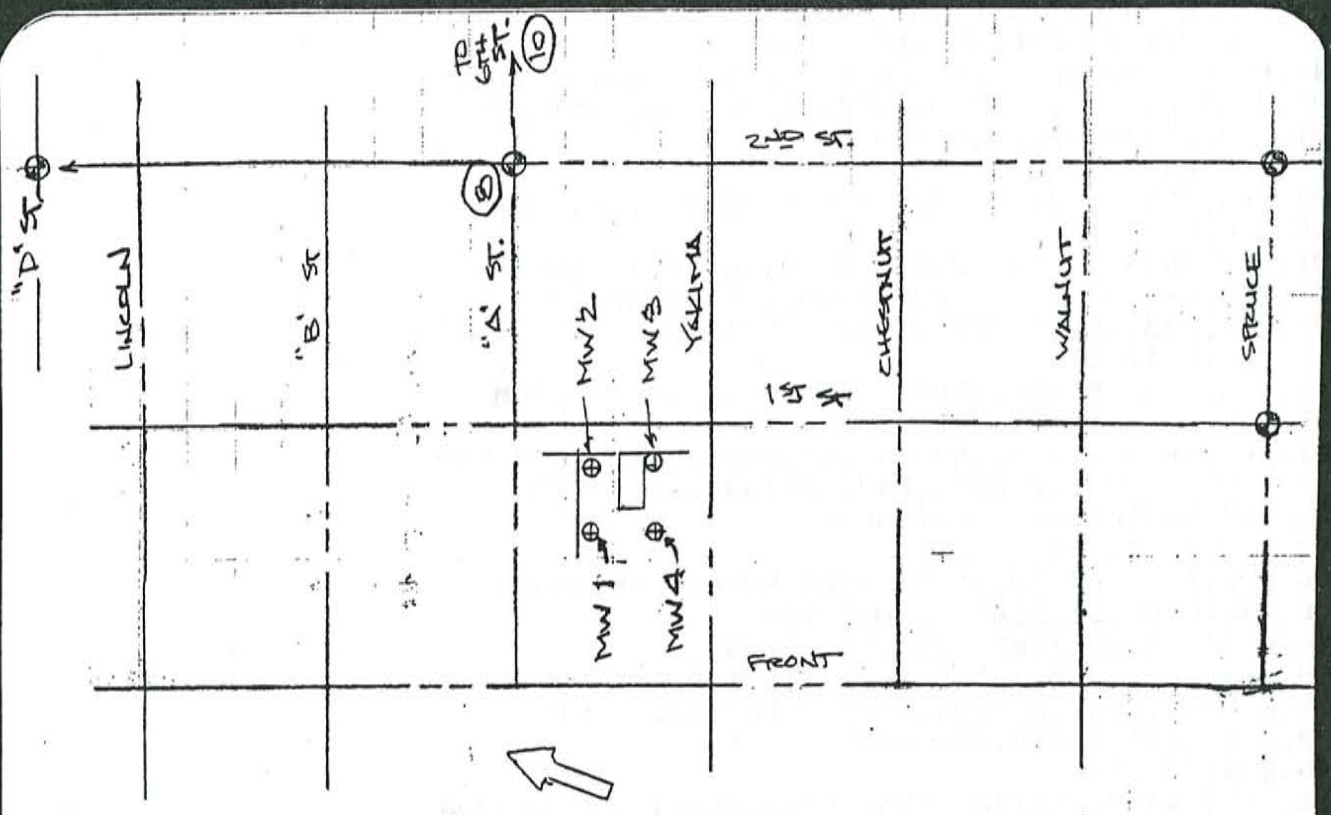 TO
6TH
ST.
10
2ND ST.
"D" ST.
B
LINCOLN
"B" ST
"A" ST.
MW2
MW3
YAKIMA
CHESTNUT
WALNUT
SPRUCE
1ST ST
MW1
MW4
FRONT